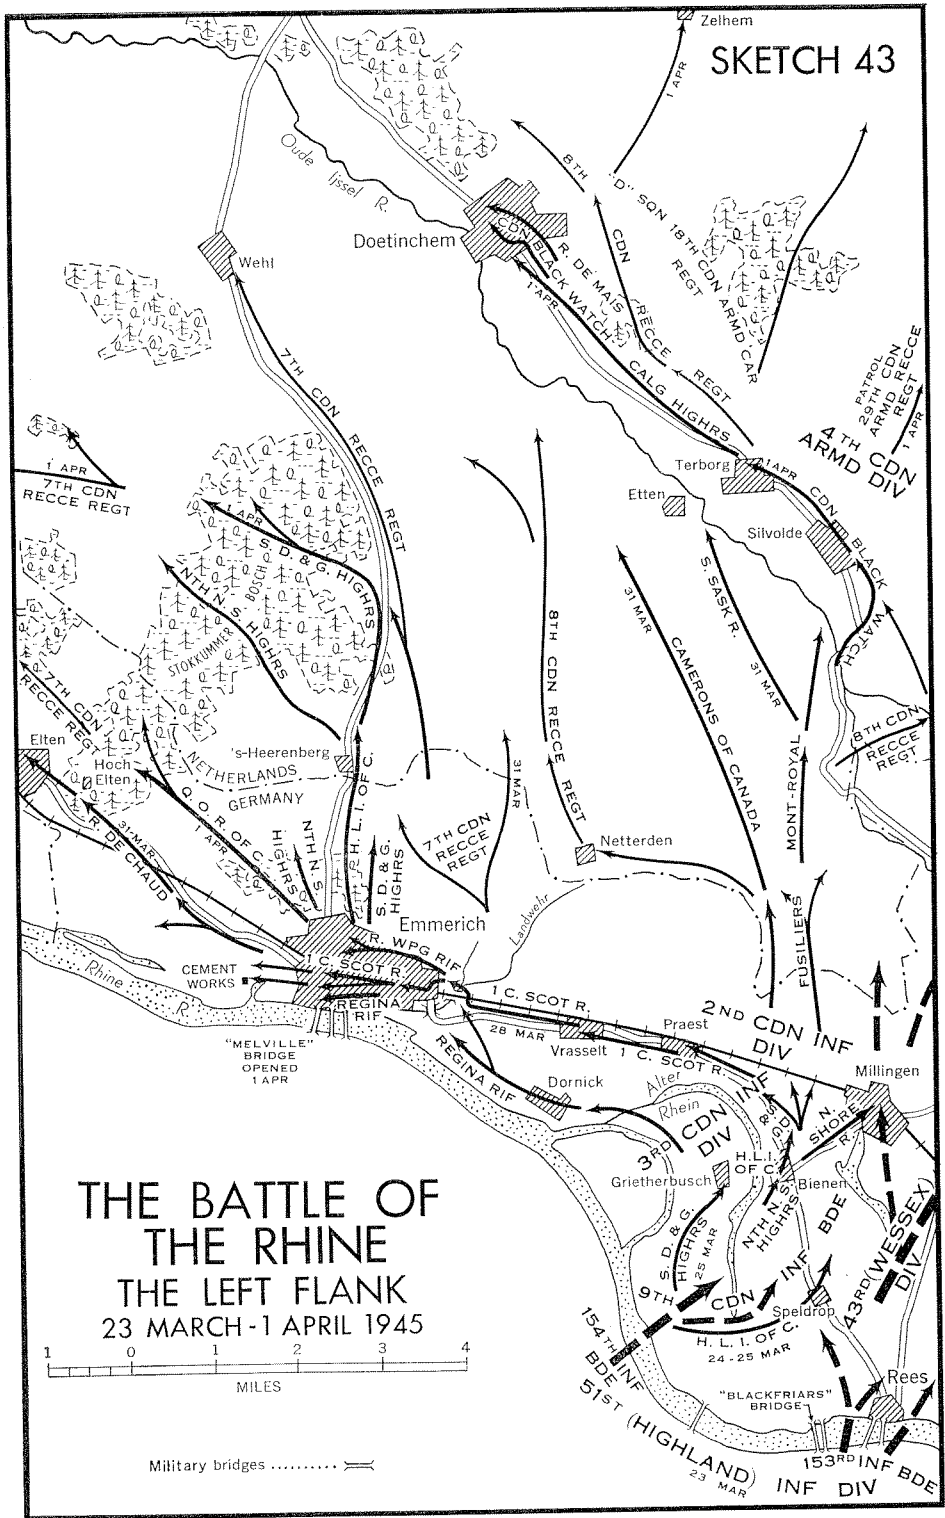 Zelhem
SKETCH 43
1 APR
Oude Ijssel R.
8TH CDN RECCE REGT
"D" SQN 18TH CDN ARMD CAR
REGT
Doetinchem
CDN BLACK WATCH
R. DE MAIS
1 APR
CALG HIGHRS
Wehl
7TH CDN RECCE REGT
PATROL
29TH CDN
ARMD RECCE
REGT
1 APR
4TH CDN
ARMD DIV
1 APR
7TH CDN
RECCE REGT
Terborg
1 APR
CDN BLACK WATCH
Etten
Silvolde
1 APR
S. D. & G. HIGHRS
NTH N. S. HIGHRS
STOKKUMMER BOSCH
31 MAR
CAMERONS OF CANADA
S. SASK R.
31 MAR
8TH CDN RECCE REGT
8TH CDN
RECCE
REGT
7TH CDN
RECCE REGT
Elten
Hoch
Elten
's-Heerenberg
NETHERLANDS
GERMANY
H. L. I. OF C.
Q. O. R. OF C.
1 APR
31 MAR
R. DE CHAUD
NTH N. S.
HIGHRS
S. D. & G.
HIGHRS
7TH CDN
RECCE
REGT
31 MAR
Netterden
Landwehr
FUSILIERS MONT-ROYAL
Emmerich
R. WPG RIF
1 C. SCOT R.
REGINA
RIF
CEMENT
WORKS
Rhine R.
"MELVILLE"
BRIDGE
OPENED
1 APR
1 C. SCOT R.
28 MAR
Vrasselt
1 C. SCOT R.
Praest
2ND CDN INF
DIV
Millingen
REGINA RIF
Dornick
Alter
Rhein
3RD CDN INF
DIV
S. D.
& G.
N.
SHORE
R.
H. L. I.
OF C.
Grietherbusch
Bienen
NTH N. S.
HIGHRS
S. D. & G.
HIGHRS
25 MAR
9TH CDN INF BDE
Speldrop
H. L. I. OF C.
24-25 MAR
43RD (WESSEX)
DIV
154TH INF
BDE
51ST (HIGHLAND) INF DIV
23 MAR
"BLACKFRIARS"
BRIDGE
Rees
153RD INF BDE
THE BATTLE OF
THE RHINE
THE LEFT FLANK
23 MARCH-1 APRIL 1945
1 0 1 2 3 4
MILES
Military bridges ..........